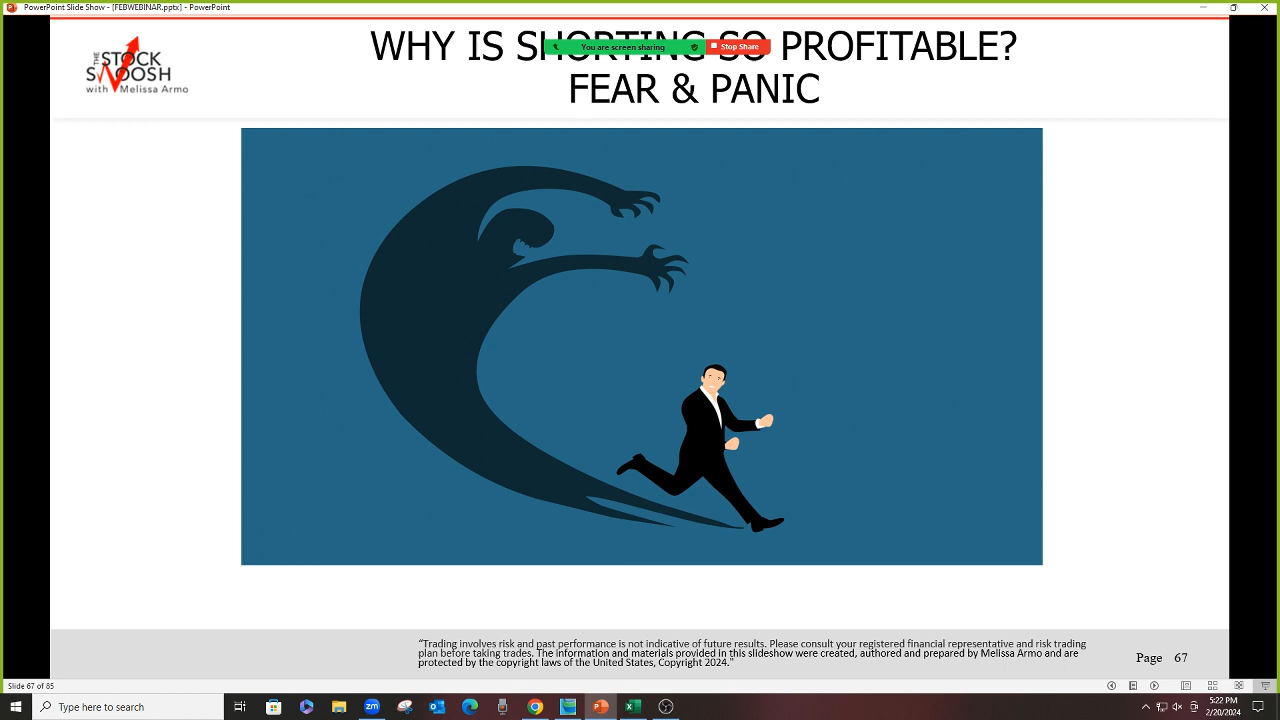 PowerPoint Slide Show - [FEBWEBINAR.pptx] - PowerPoint
THE
STOCK
SWOOSH
with Melissa Armo
WHY IS SHORTING SO PROFITABLE?
You are screen sharing
Stop Share
FEAR & PANIC
"Trading involves risk and past performance is not indicative of future results. Please consult your registered financial representative and risk trading
plan before taking trades. The information and materials provided in this slideshow were created, authored and prepared by Melissa Armo and are
protected by the copyright laws of the United States, Copyright 2024."
Page 67
Slide 67 of 85
Type here to search
5:22 PM
2/20/2024